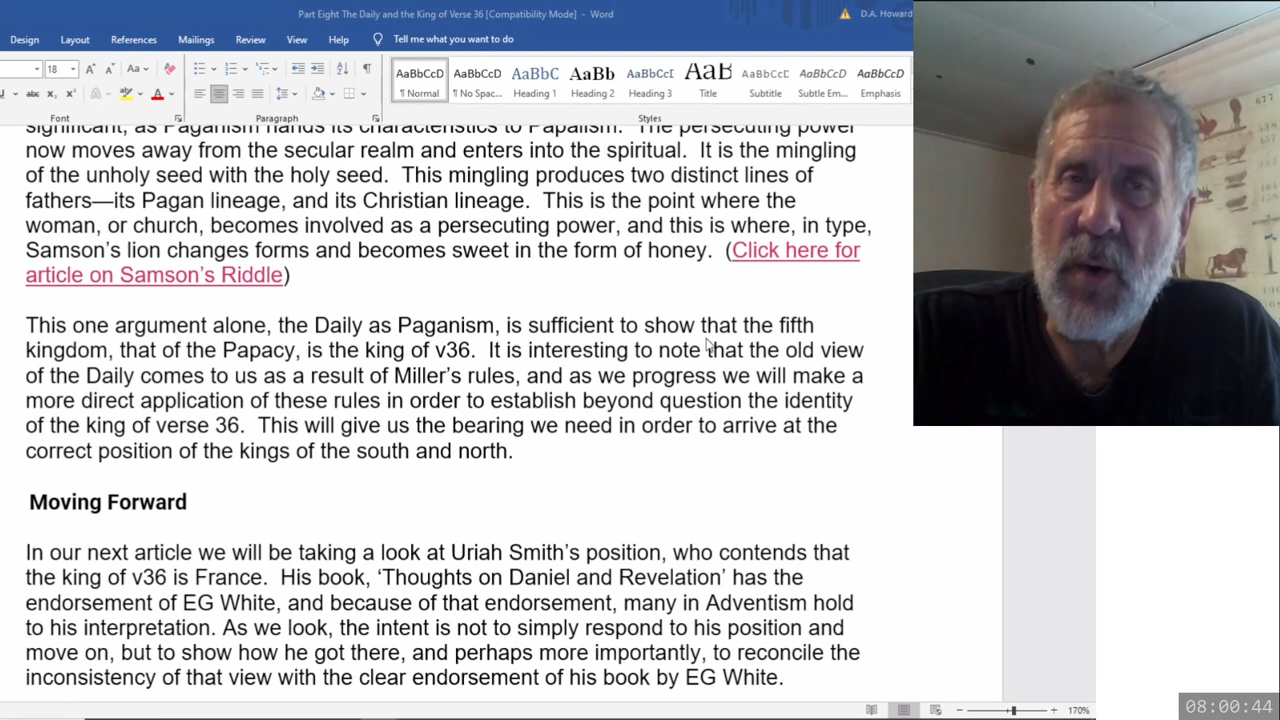 Part Eight The Daily and the King of Verse 36 [Compatibility Mode] - Word
D.A. Howard
Design Layout References Mailings Review View Help Tell me what you want to do
18 Aa
AaBbCcD AaBbCcD AaBbC AaBb AaBbCcI AaB AaBbCcD AaBbCcD AaBbCcD
¶ Normal ¶ No Spac... Heading 1 Heading 2 Heading 3 Title Subtitle Subtle Em... Emphasis
Font Paragraph Styles
significant, as Paganism hands its characteristics to Papalism. The persecuting power
now moves away from the secular realm and enters into the spiritual. It is the mingling
of the unholy seed with the holy seed. This mingling produces two distinct lines of
fathers—its Pagan lineage, and its Christian lineage. This is the point where the
woman, or church, becomes involved as a persecuting power, and this is where, in type,
Samson's lion changes forms and becomes sweet in the form of honey. (Click here for
article on Samson's Riddle)
This one argument alone, the Daily as Paganism, is sufficient to show that the fifth
kingdom, that of the Papacy, is the king of v36. It is interesting to note that the old view
of the Daily comes to us as a result of Miller's rules, and as we progress we will make a
more direct application of these rules in order to establish beyond question the identity
of the king of verse 36. This will give us the bearing we need in order to arrive at the
correct position of the kings of the south and north.
Moving Forward
In our next article we will be taking a look at Uriah Smith's position, who contends that
the king of v36 is France. His book, 'Thoughts on Daniel and Revelation' has the
endorsement of EG White, and because of that endorsement, many in Adventism hold
to his interpretation. As we look, the intent is not to simply respond to his position and
move on, but to show how he got there, and perhaps more importantly, to reconcile the
inconsistency of that view with the clear endorsement of his book by EG White.
677
170%
08:00:44